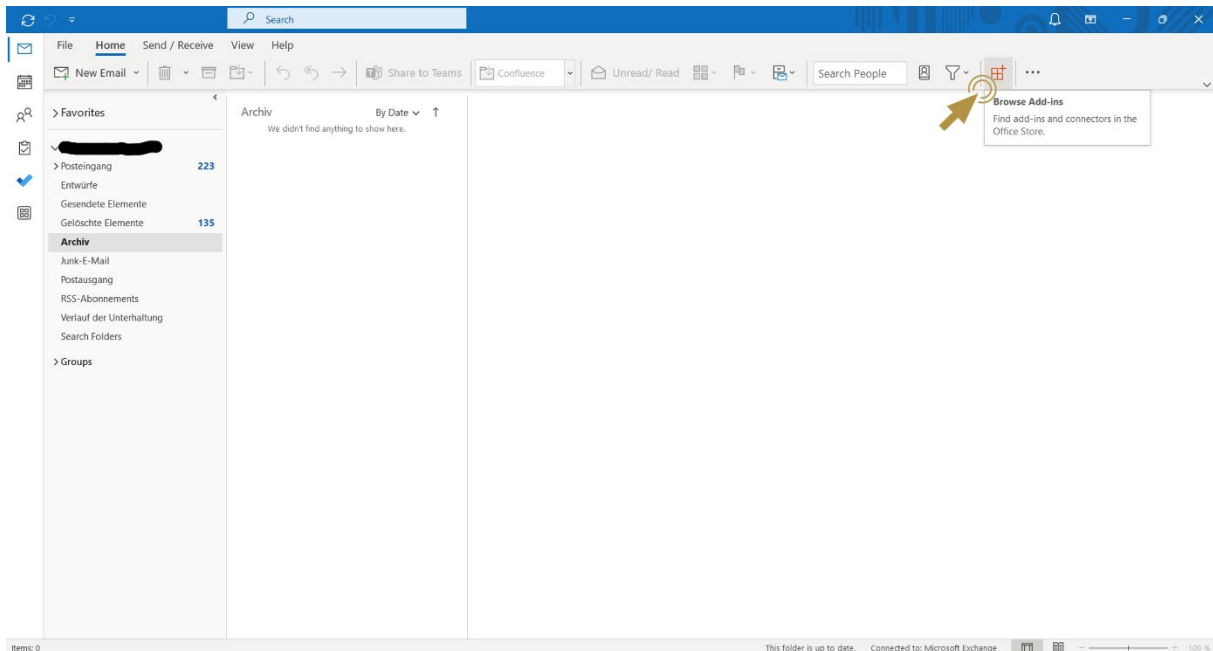 Search
File Home Send / Receive View Help
New Email Share to Teams Confluence Unread/ Read Search People
Browse Add-ins
Find add-ins and connectors in the
Office Store.
Favorites
Posteingang 223
Entwürfe
Gesendete Elemente
Gelöschte Elemente 135
Archiv
Junk-E-Mail
Postausgang
RSS-Abonnements
Verlauf der Unterhaltung
Search Folders
Groups
Archiv By Date
We didn't find anything to show here.
Items: 0 This folder is up to date. Connected to: Microsoft Exchange 100 %